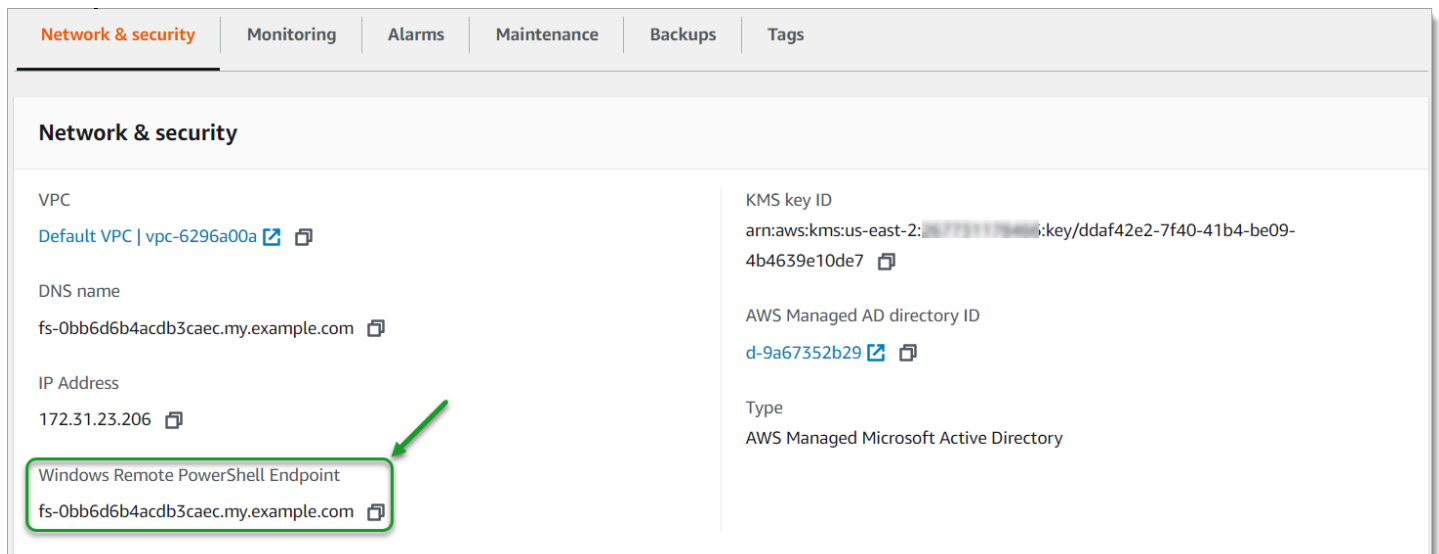 Network & security Monitoring Alarms Maintenance Backups Tags
Network & security
VPC
Default VPC | vpc-6296a00a
DNS name
fs-0bb6d6b4acdb3caec.my.example.com
IP Address
172.31.23.206
Windows Remote PowerShell Endpoint
fs-0bb6d6b4acdb3caec.my.example.com
KMS key ID
arn:aws:kms:us-east-2: :key/ddaf42e2-7f40-41b4-be09-
4b4639e10de7
AWS Managed AD directory ID
d-9a67352b29
Type
AWS Managed Microsoft Active Directory